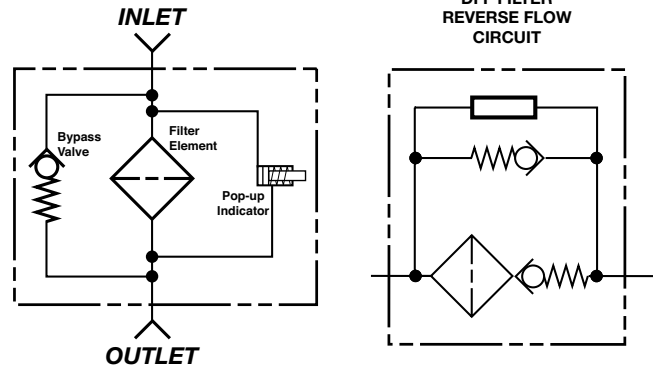 INLET
Bypass
Valve
Filter
Element
Pop-up
Indicator
OUTLET
REVERSE FLOW
CIRCUIT